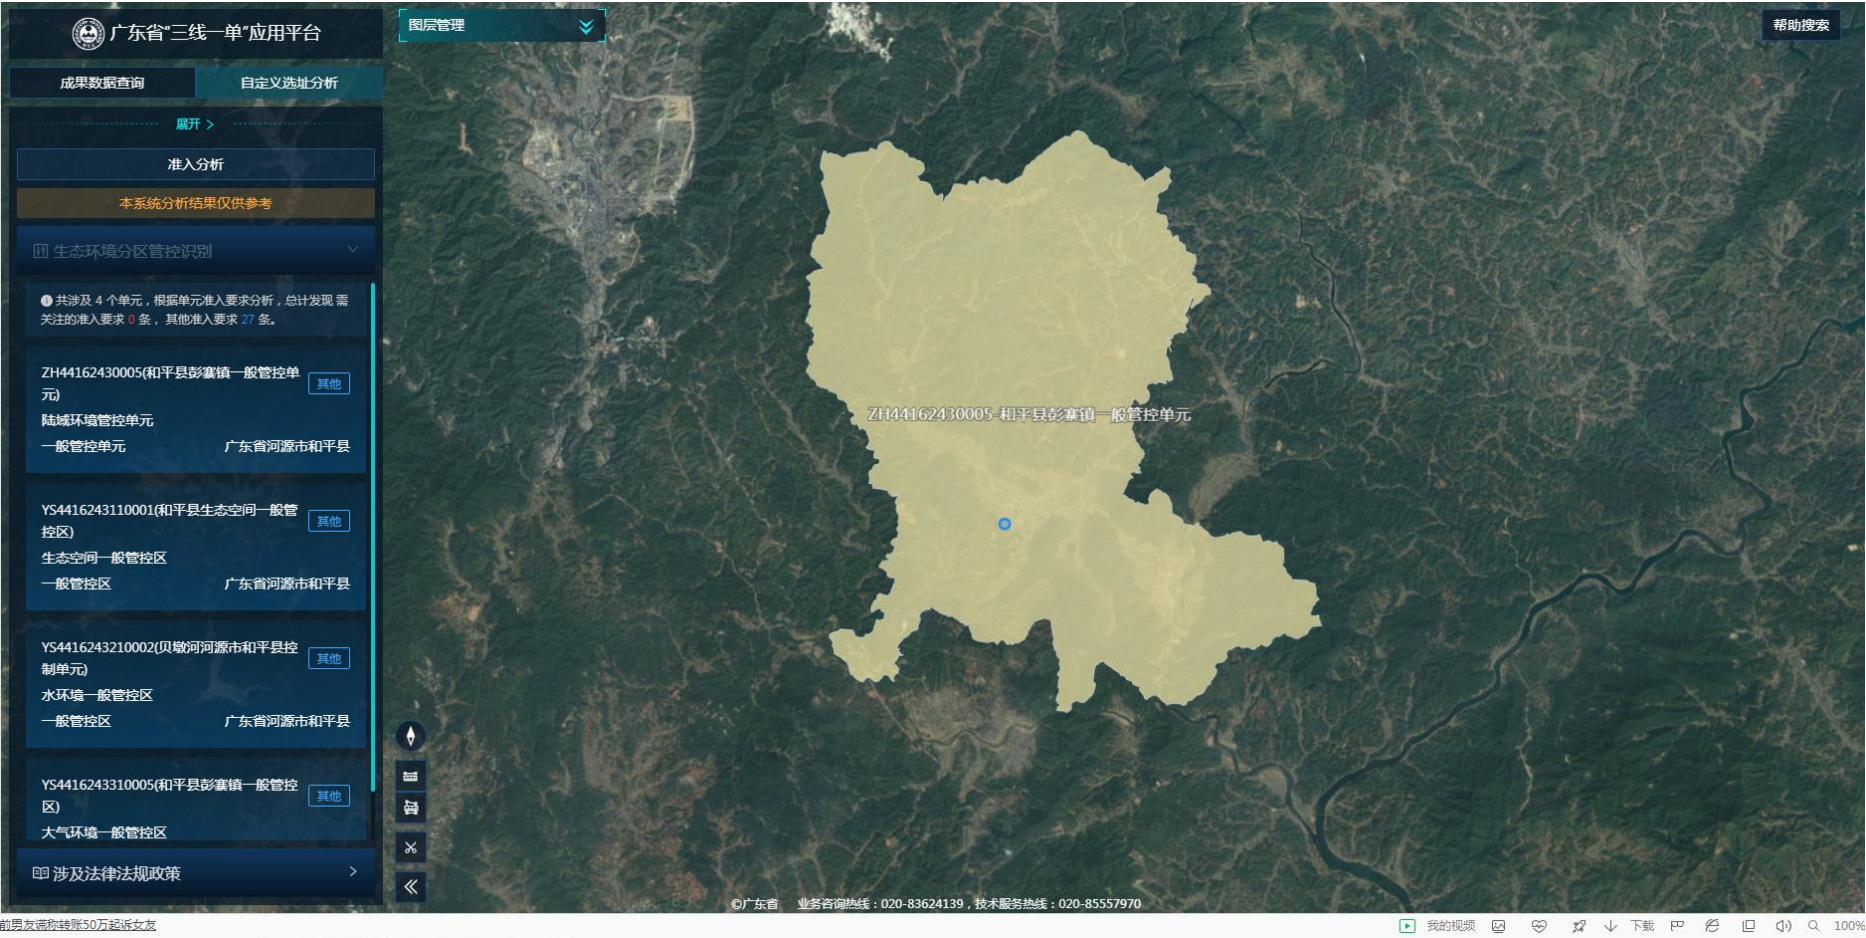 广东省“三线一单”应用平台
图层管理
帮助搜索
成果数据查询
自定义选址分析
展开 >
准入分析
本系统分析结果仅供参考
生态环境分区管控识别
共涉及 4 个单元，根据单元准入要求分析，总计发现 需
关注的准入要求 0 条， 其他准入要求 27 条。
ZH44162430005(和平县彭寨镇一般管控单
元)
其他
陆域环境管控单元
一般管控单元 广东省河源市和平县
YS4416243110001(和平县生态空间一般管
控区)
其他
生态空间一般管控区
一般管控区 广东省河源市和平县
YS4416243210002(贝墩河河源市和平县控
制单元)
其他
水环境一般管控区
一般管控区 广东省河源市和平县
YS4416243310005(和平县彭寨镇一般管控
区)
其他
大气环境一般管控区
涉及法律法规政策
ZH44162430005-和平县彭寨镇一般管控单元
©广东省 业务咨询热线：020-83624139，技术服务热线：020-85557970
前男友谎称转账50万起诉女友
我的视频
下载
100%